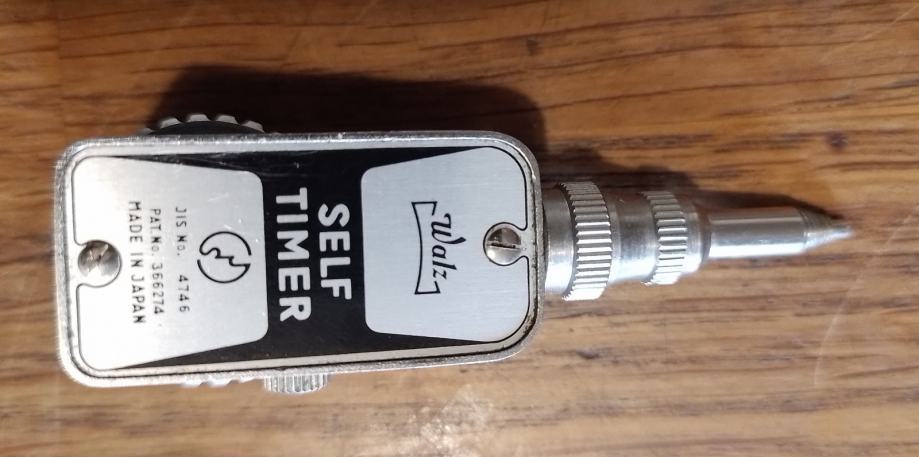 Walz
SELF
TIMER
JIS No. 4746
PAT.No. 366274
MADE IN JAPAN